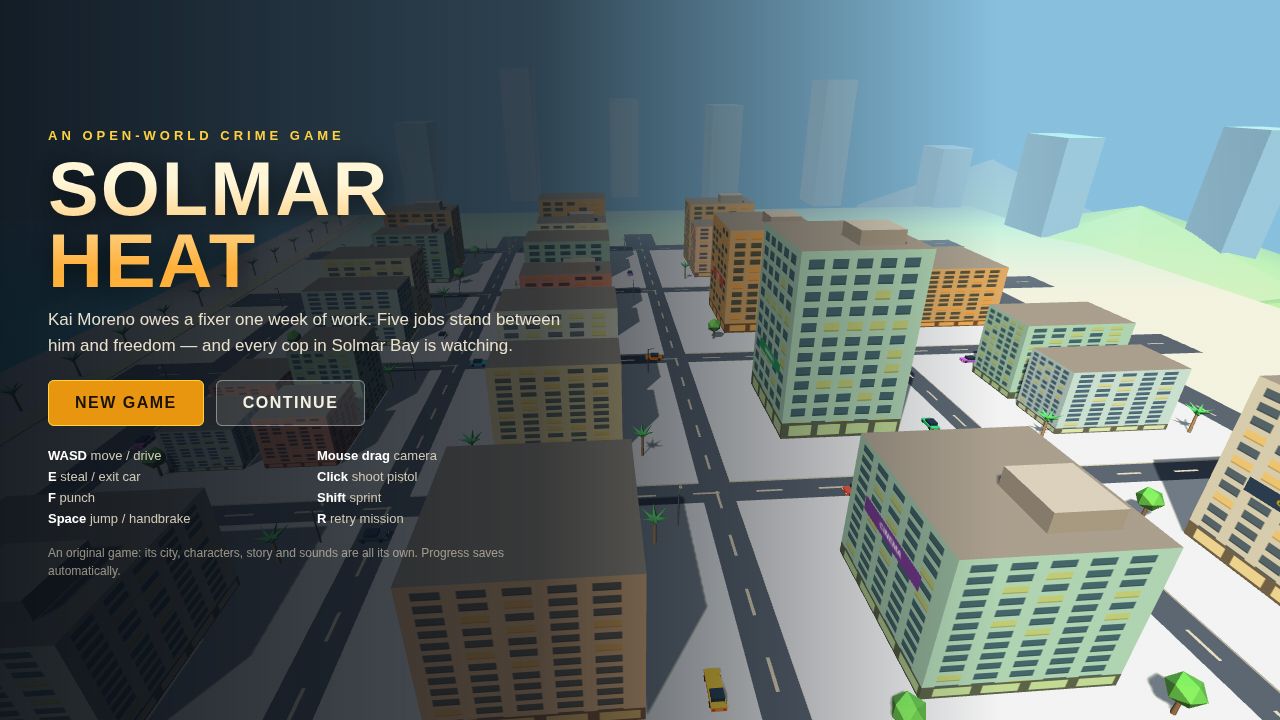 AN OPEN-WORLD CRIME GAME
SOLMAR
HEAT
Kai Moreno owes a fixer one week of work. Five jobs stand between
him and freedom — and every cop in Solmar Bay is watching.
NEW GAME CONTINUE
WASD move / drive Mouse drag camera
E steal / exit car Click shoot pistol
F punch Shift sprint
Space jump / handbrake R retry mission
An original game: its city, characters, story and sounds are all its own. Progress saves
automatically.
CINEMA